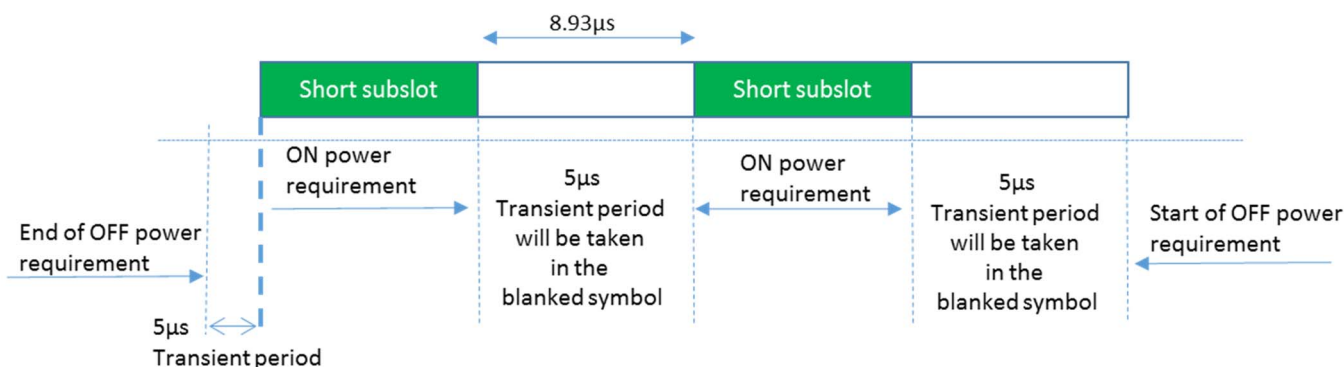 8.93µs
Short subslot
Short subslot
ON power
requirement
5µs
Transient period
will be taken
in the
blanked symbol
ON power
requirement
5µs
Transient period
will be taken
in the
blanked symbol
Start of OFF power
requirement
End of OFF power
requirement
5µs
Transient period